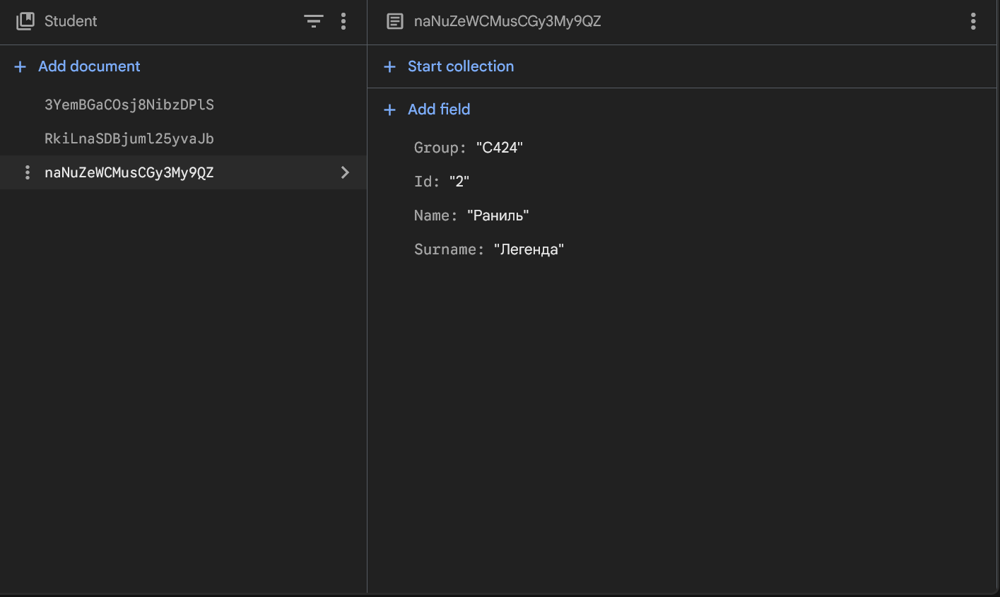 Student
Add document
3YemBGaCOsj8NibzDPlS
RkiLnaSDBjuml25yvaJb
naNuZeWCMusCGy3My9QZ
naNuZeWCMusCGy3My9QZ
Start collection
Add field
Group: "C424"
Id: "2"
Name: "Раниль"
Surname: "Легенда"